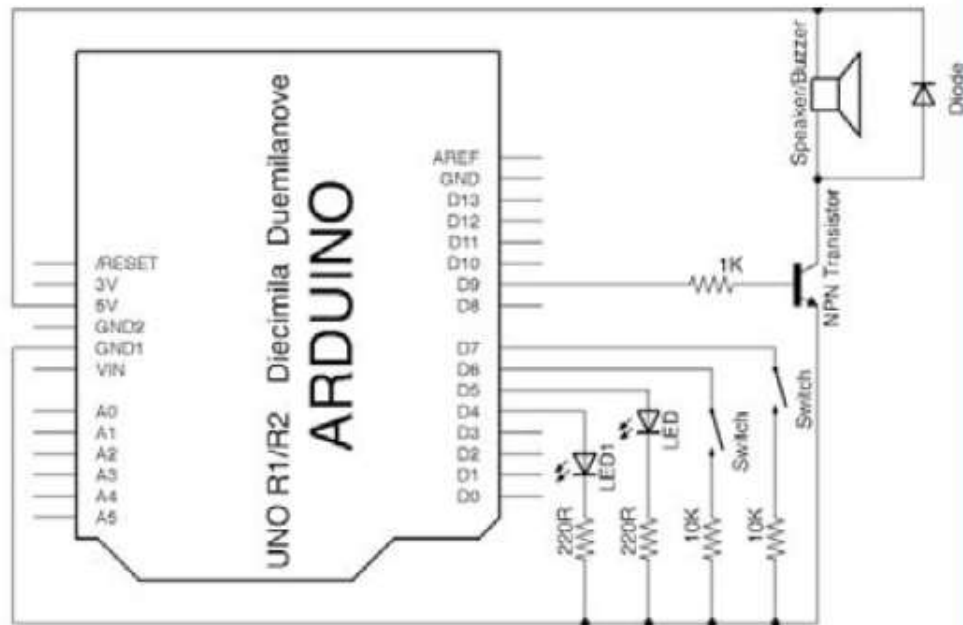 UNO R1/R2 Diecimila Duemilanove
ARDUINO
/RESET
3V
5V
GND2
GND1
VIN
A0
A1
A2
A3
A4
A5
AREF
GND
D13
D12
D11
D10
D9
D8
D7
D6
D5
D4
D3
D2
D1
D0
Speaker/Buzzer
Diode
1K
NPN Transistor
LED1
LED
Switch
Switch
220R
220R
10K
10K